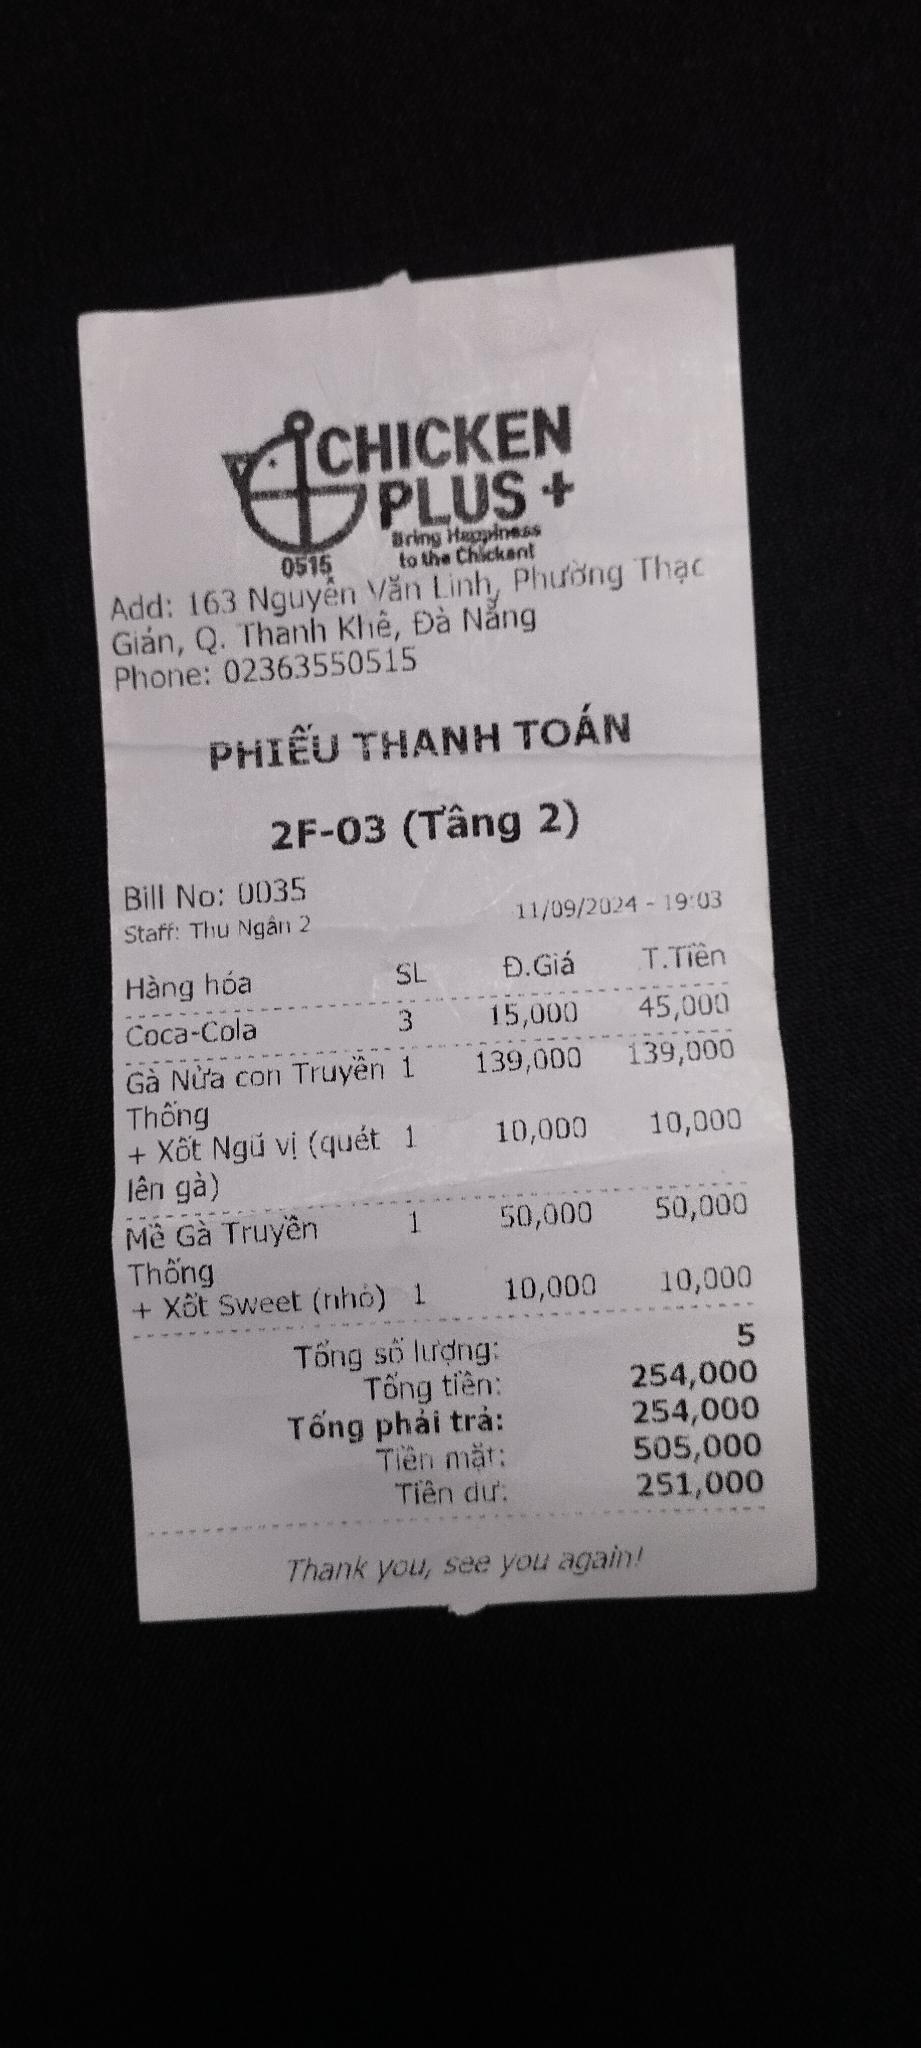 CHICKEN
PLUS +
Bring Happiness
to the Chickent
0515
Add: 163 Nguyễn Văn Linh, Phường Thạc
Gián, Q. Thanh Khê, Đà Nẵng
Phone: 02363550515
PHIẾU THANH TOÁN
2F-03 (Tầng 2)
Bill No: 0035
11/09/2024 - 19:03
Staff: Thu Ngân 2
Hàng hóa SL Đ.Giá T.Tiền
Coca-Cola 3 15,000 45,000
Gà Nửa con Truyền 1 139,000 139,000
Thống
+ Xốt Ngũ vị (quét 1 10,000 10,000
lên gà)
Mề Gà Truyền 1 50,000 50,000
Thống
+ Xốt Sweet (nhỏ) 1 10,000 10,000
Tổng số lượng: 5
Tổng tiền: 254,000
Tổng phải trả: 254,000
Tiền mặt: 505,000
Tiền dư: 251,000
Thank you, see you again!